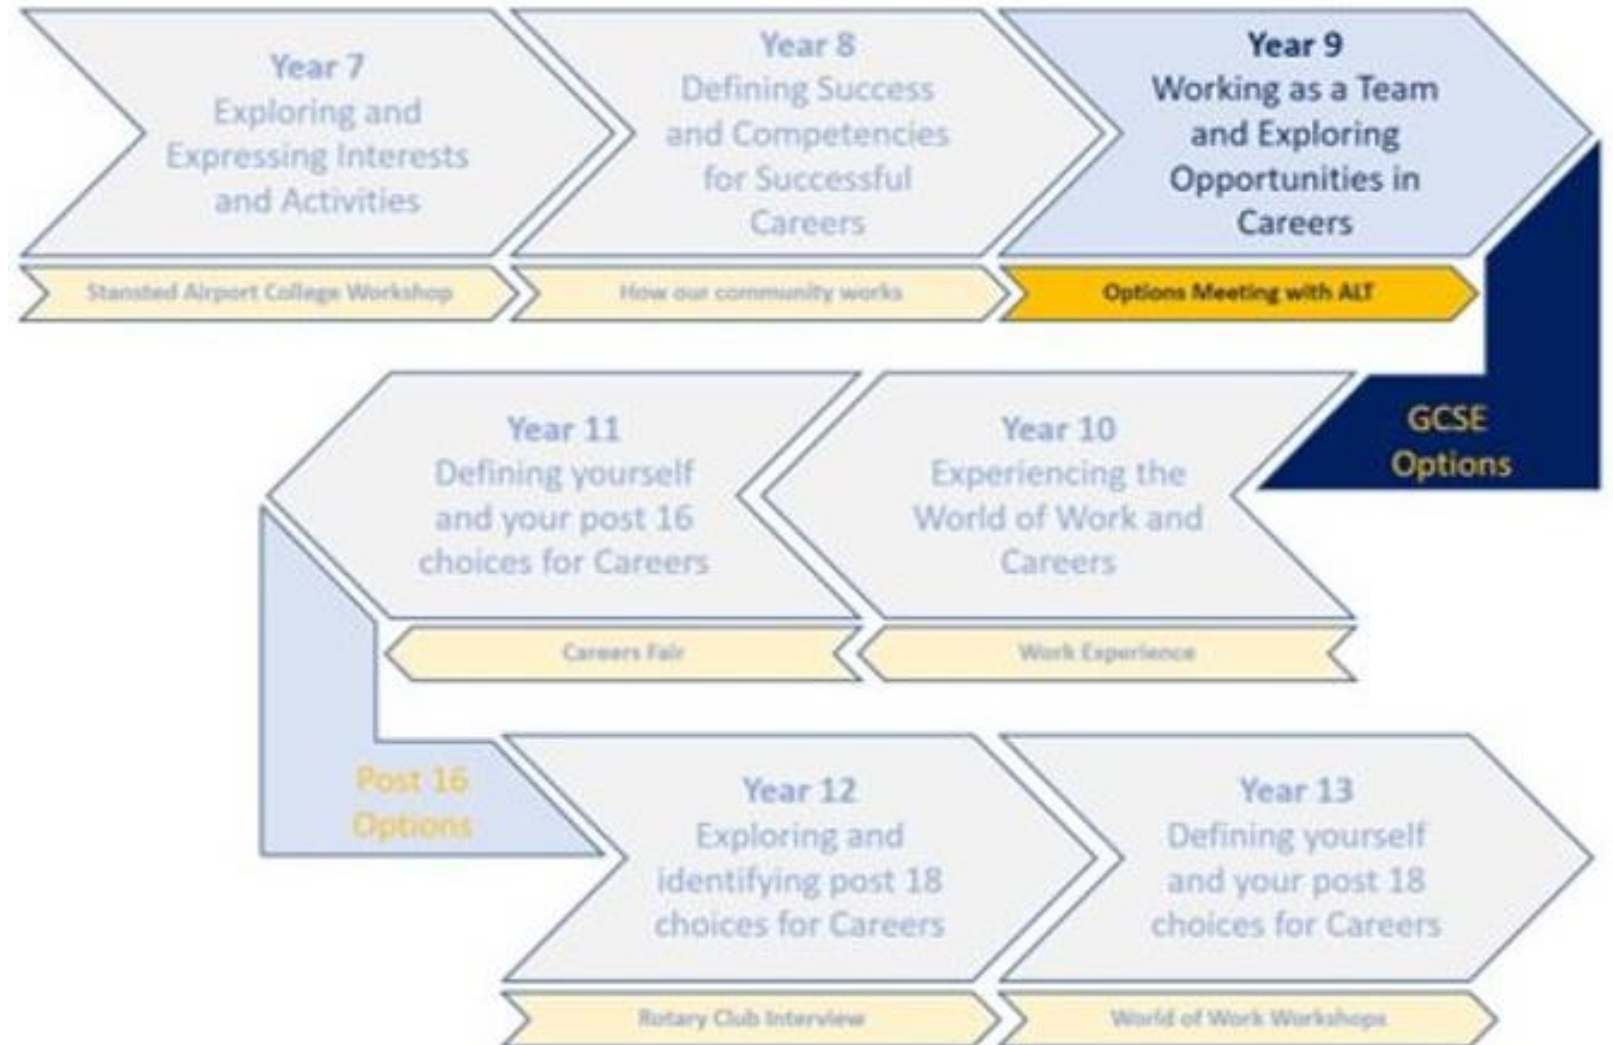 Year 7
Exploring and
Expressing Interests
and Activities
Stansted Airport College Workshop
Year 8
Defining Success
and Competencies
for Successful
Careers
How our community works
Year 9
Working as a Team
and Exploring
Opportunities in
Careers
Options Meeting with ALT
GCSE
Options
Year 10
Experiencing the
World of Work and
Careers
Work Experience
Year 11
Defining yourself
and your post 16
choices for Careers
Careers Fair
Post 16
Options
Year 12
Exploring and
identifying post 18
choices for Careers
Rotary Club Interview
Year 13
Defining yourself
and your post 18
choices for Careers
World of Work Workshops